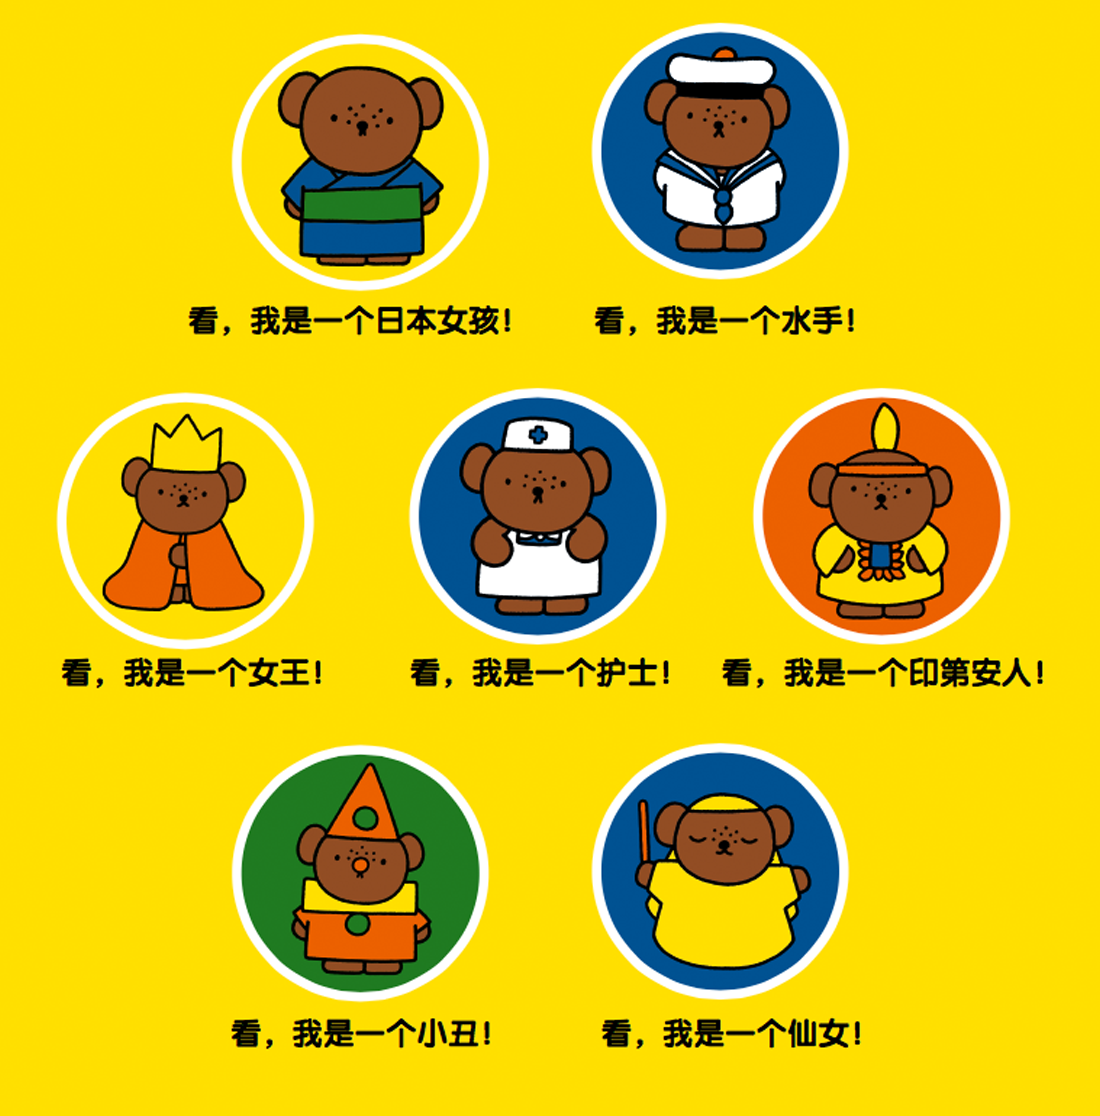 看，我是一个日本女孩！
看，我是一个水手！
看，我是一个女王！
看，我是一个护士！
看，我是一个印第安人！
看，我是一个小丑！
看，我是一个仙女！